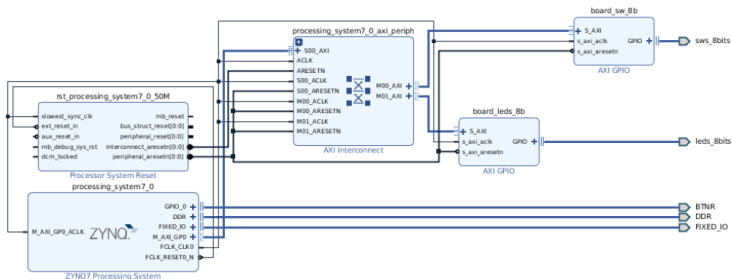 board_sw_8b
S_AXI
s_axi_aclk
s_axi_aresetn
GPIO
AXI GPIO
sws_8bits
processing_system7_0_axi_periph
S00_AXI
ACLK
ARESETN
S00_ACLK
S00_ARESETN
M00_ACLK
M00_ARESETN
M01_ACLK
M01_ARESETN
M00_AXI
M01_AXI
AXI Interconnect
rst_processing_system7_0_50M
slowest_sync_clk
ext_reset_in
aux_reset_in
mb_debug_sys_rst
dcm_locked
mb_reset
bus_struct_reset[0:0]
peripheral_reset[0:0]
interconnect_aresetn[0:0]
peripheral_aresetn[0:0]
Processor System Reset
board_leds_8b
S_AXI
s_axi_aclk
s_axi_aresetn
GPIO
AXI GPIO
leds_8bits
processing_system7_0
M_AXI_GP0_ACLK
ZYNQ
GPIO_0
DDR
FIXED_IO
M_AXI_GP0
FCLK_CLK0
FCLK_RESET0_N
ZYNQ7 Processing System
BTNR
DDR
FIXED_IO